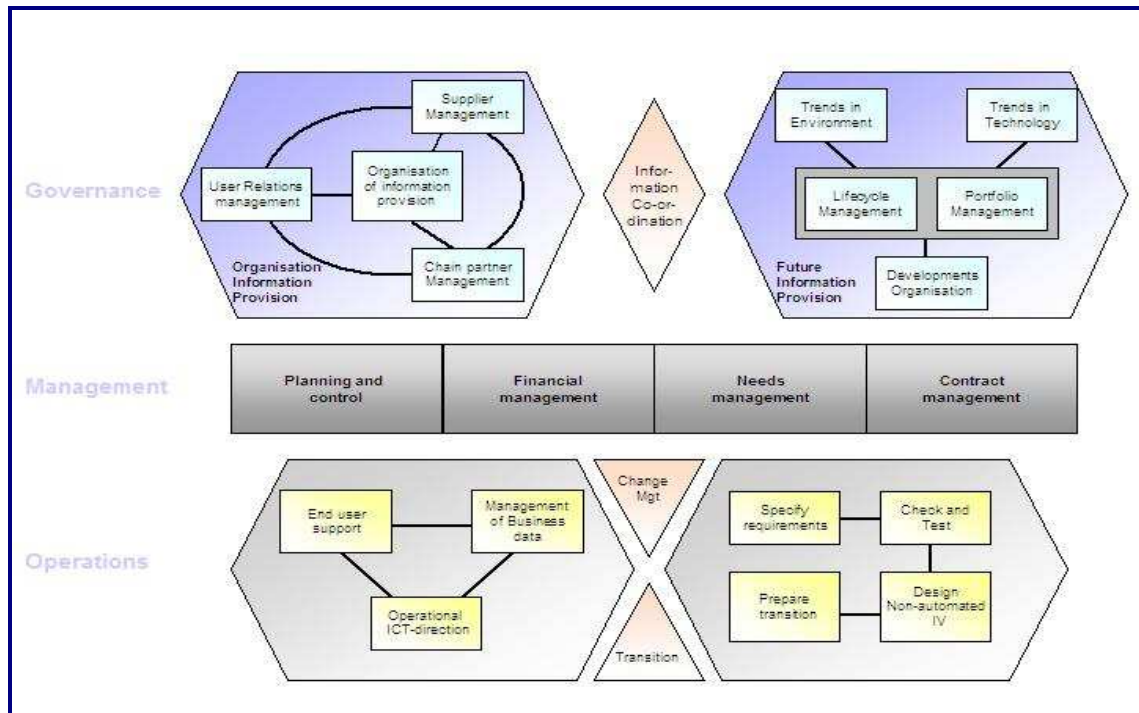 Governance
Supplier
Management
User Relations
management
Organisation
of information
provision
Chain partner
Management
Organisation
Information
Provision
Infor-
mation
Co-or-
dination
Trends in
Environment
Trends in
Technology
Lifecycle
Management
Portfolio
Management
Future
Information
Provision
Developments
Organisation
Management
Planning and
control
Financial
management
Needs
management
Contract
management
Operations
End user
support
Management
of Business
data
Operational
ICT-direction
Change
Mgt
Transition
Specify
requirements
Check and
Test
Prepare
transition
Design
Non-automated
IV